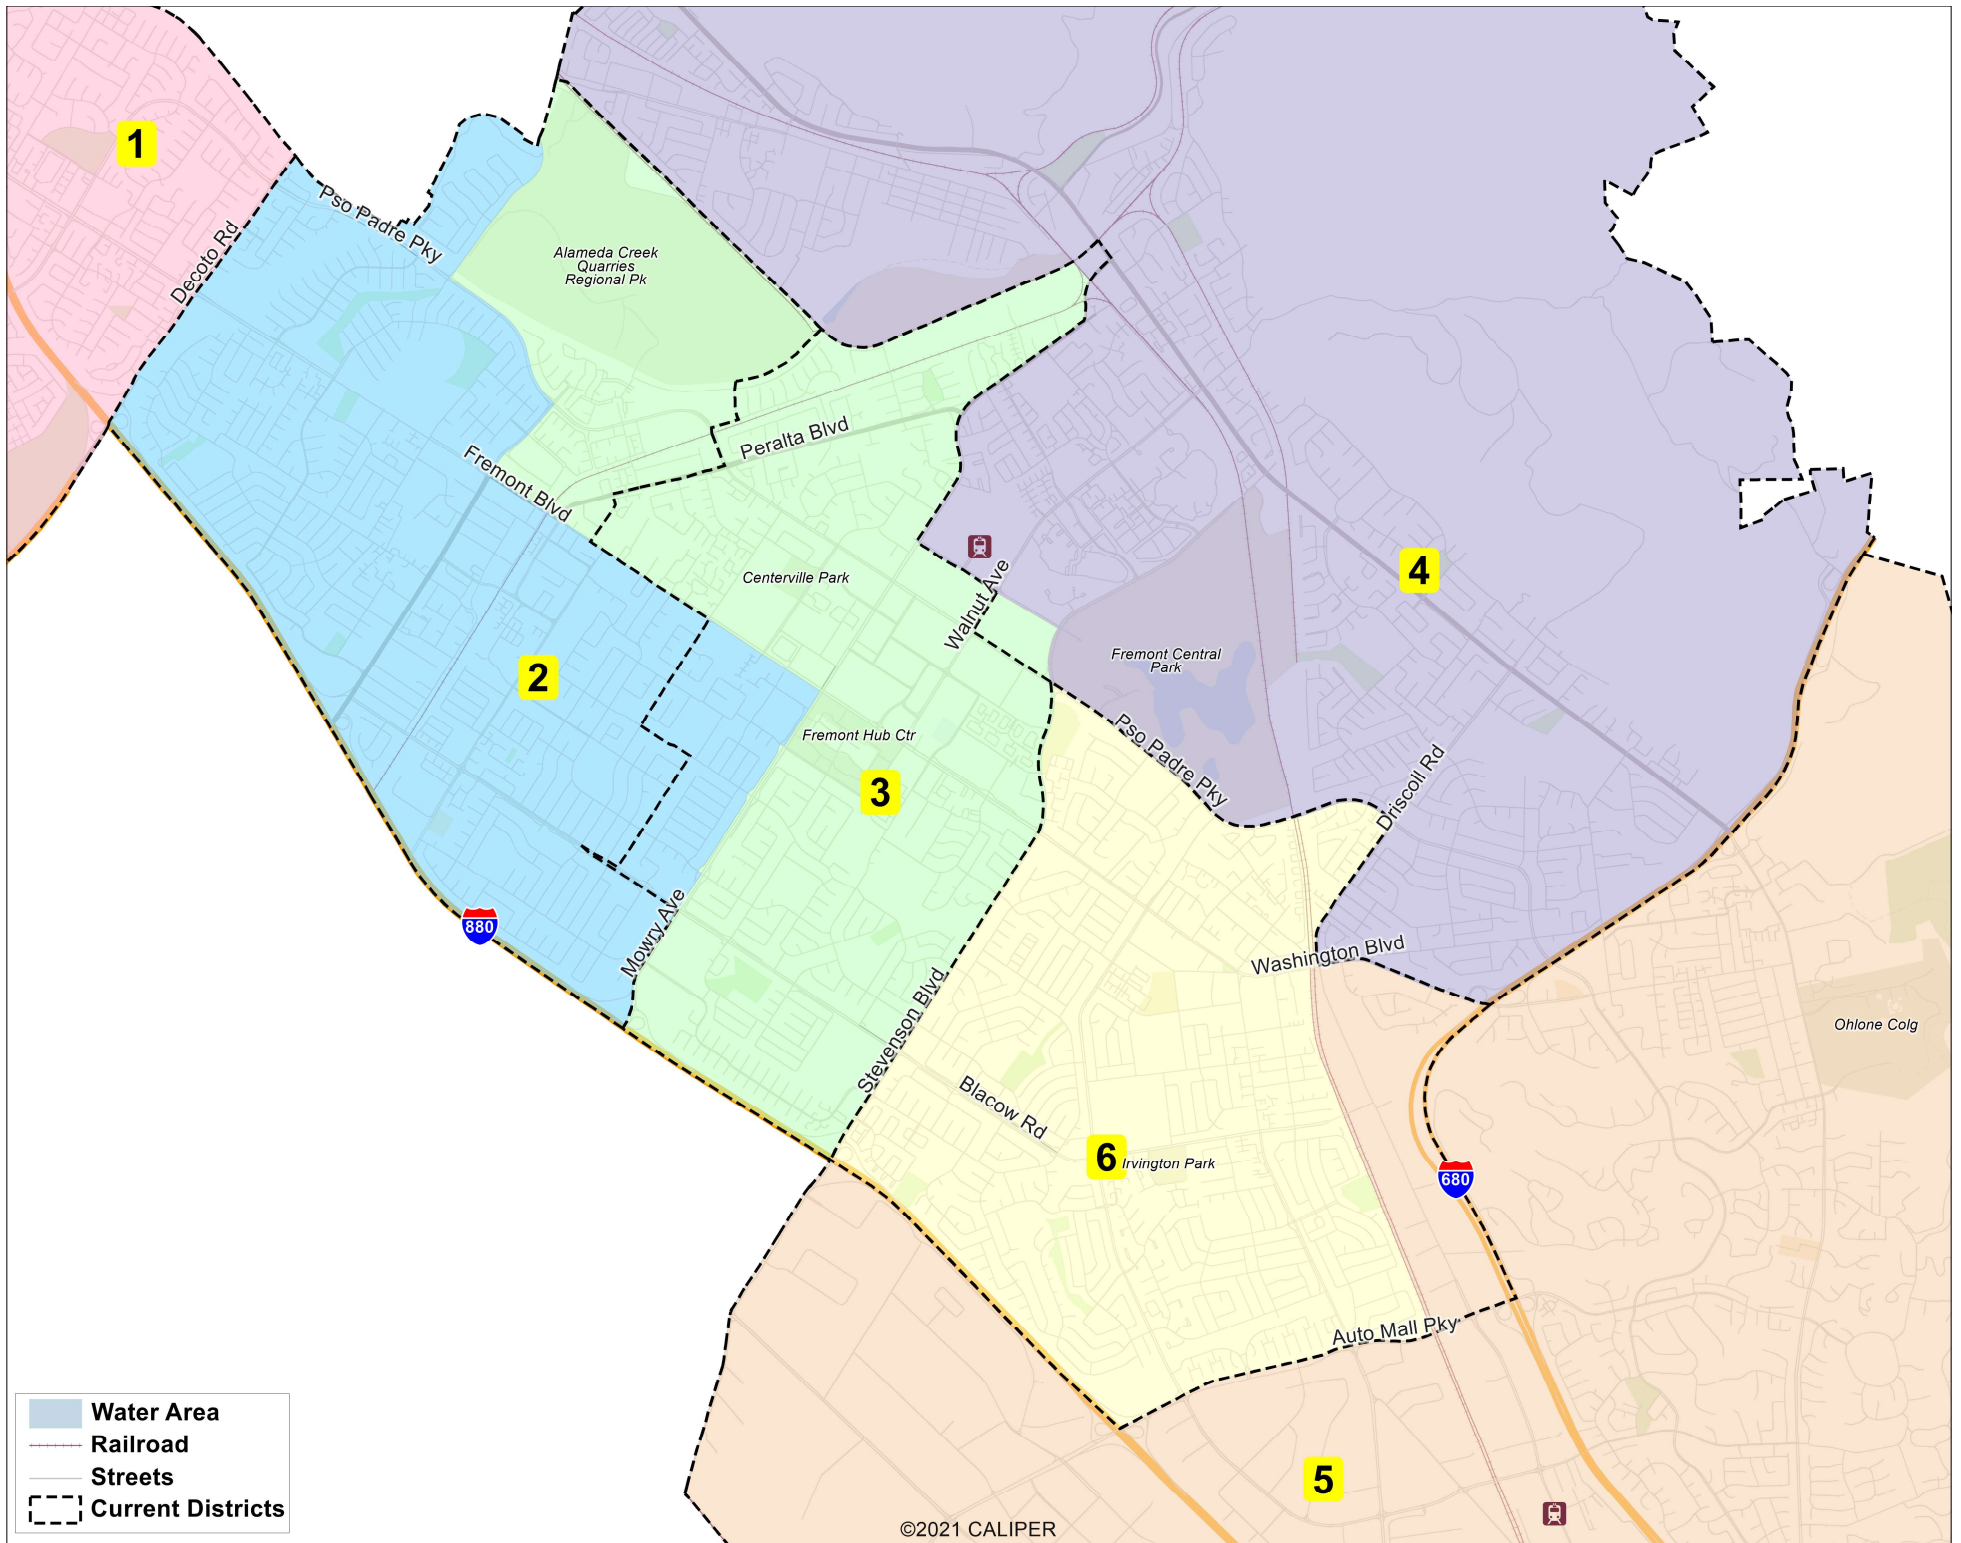 1
Pso Padre Pky
Decoto Rd
Alameda Creek
Quarries
Regional Pk
Peralta Blvd
Fremont Blvd
Centerville Park
Walnut Ave
4
2
Fremont Central
Park
Fremont Hub Ctr
3
Pso Padre Pky
Driscoll Rd
880
Mowry Ave
Washington Blvd
Stevenson Blvd
Ohlone Colg
Blacow Rd
6
Irvington Park
680
Auto Mall Pky
5
Water Area
Railroad
Streets
Current Districts
©2021 CALIPER